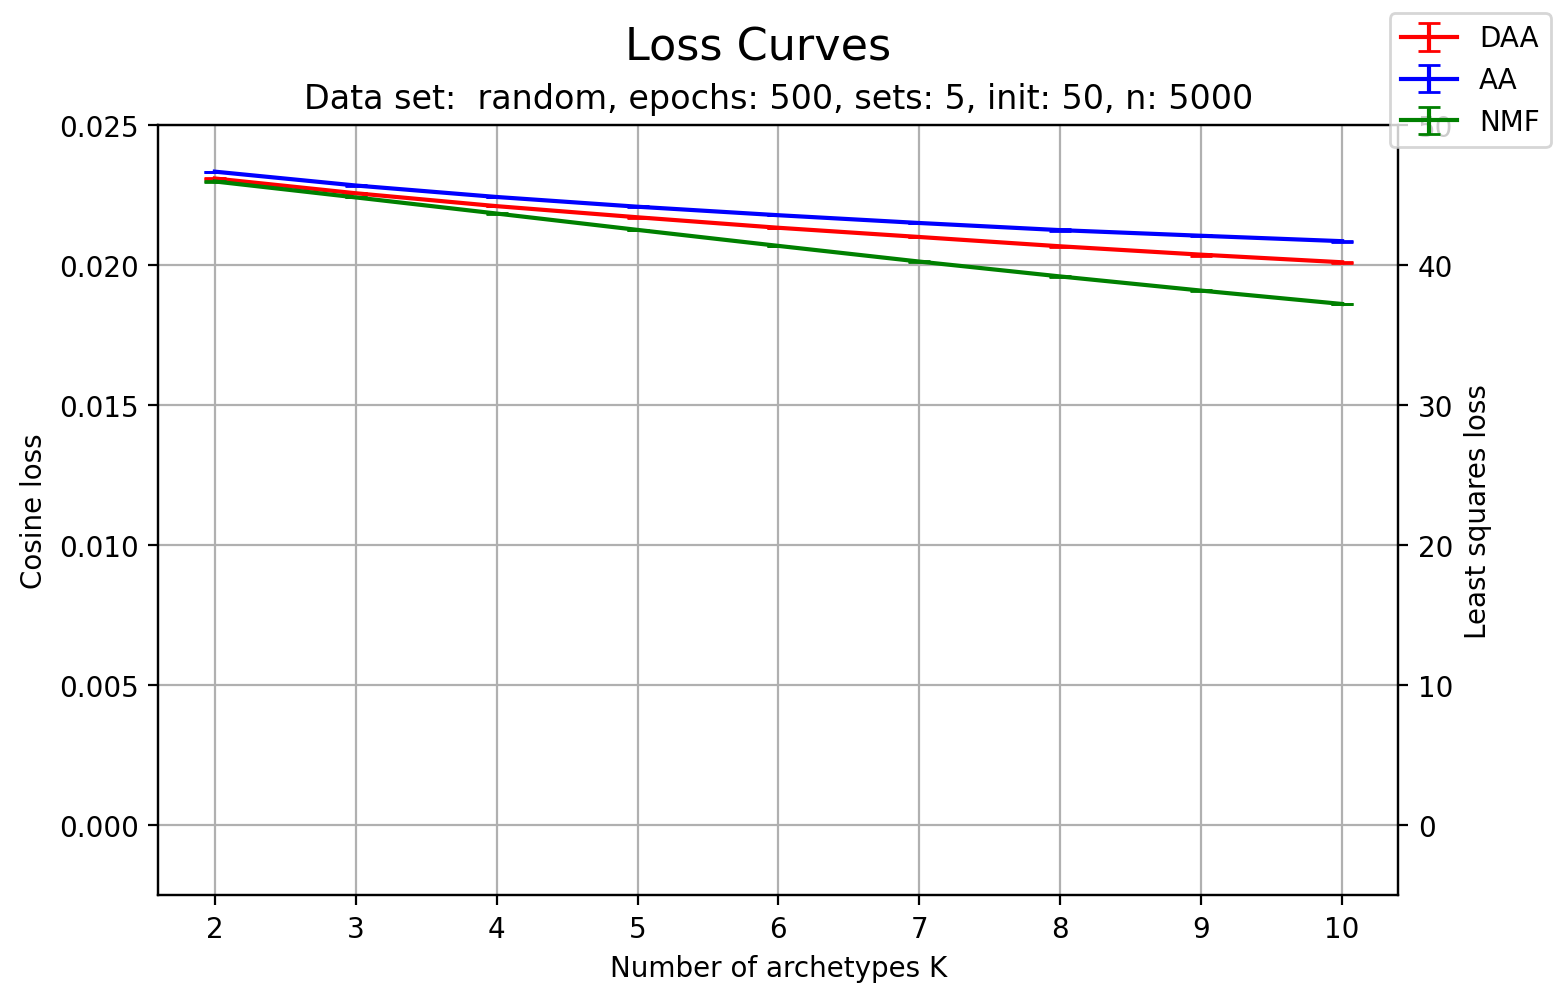 Loss Curves
Data set:  random, epochs: 500, sets: 5, init: 50, n: 5000
DAA
AA
NMF
0.025
0.020
0.015
0.010
0.005
0.000
Cosine loss
50
40
30
20
10
0
Least squares loss
2 3 4 5 6 7 8 9 10
Number of archetypes K